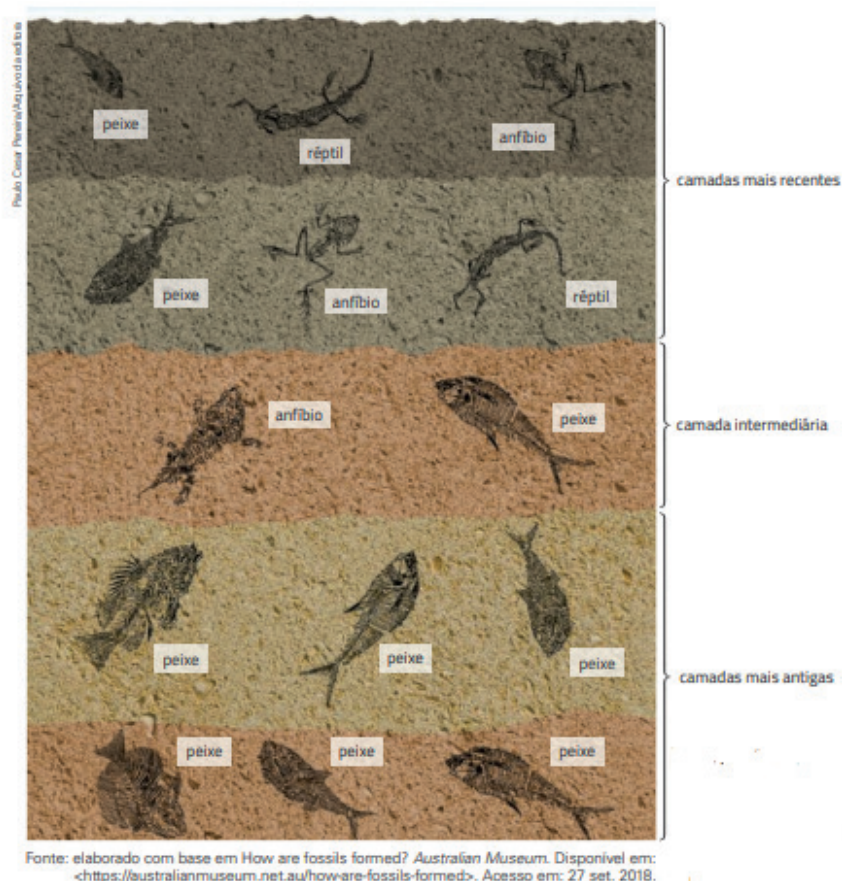 Paulo Cesar Pereira/Arquivo da editora
peixe
réptil
anfíbio
camadas mais recentes
peixe
anfíbio
réptil
anfíbio
peixe
camada intermediária
peixe
peixe
peixe
camadas mais antigas
peixe
peixe
peixe
Fonte: elaborado com base em How are fossils formed? Australian Museum. Disponível em:
<https://australianmuseum.net.au/how-are-fossils-formed>. Acesso em: 27 set. 2018.